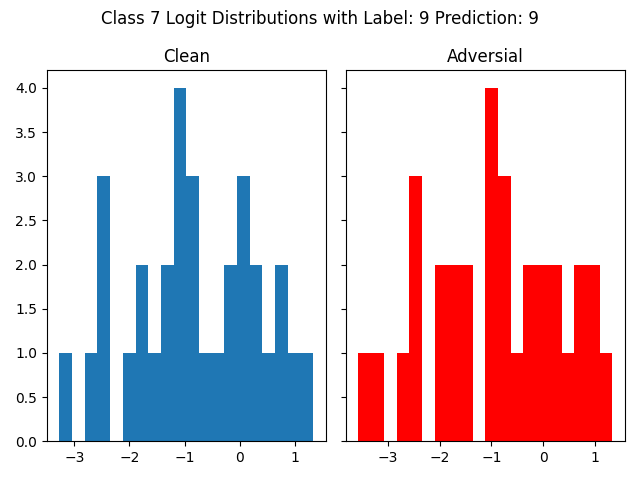 Class 7 Logit Distributions with Label: 9 Prediction: 9
Clean
Adversial
4.0
3.5
3.0
2.5
2.0
1.5
1.0
0.5
0.0
−3 −2 −1 0 1
−3 −2 −1 0 1